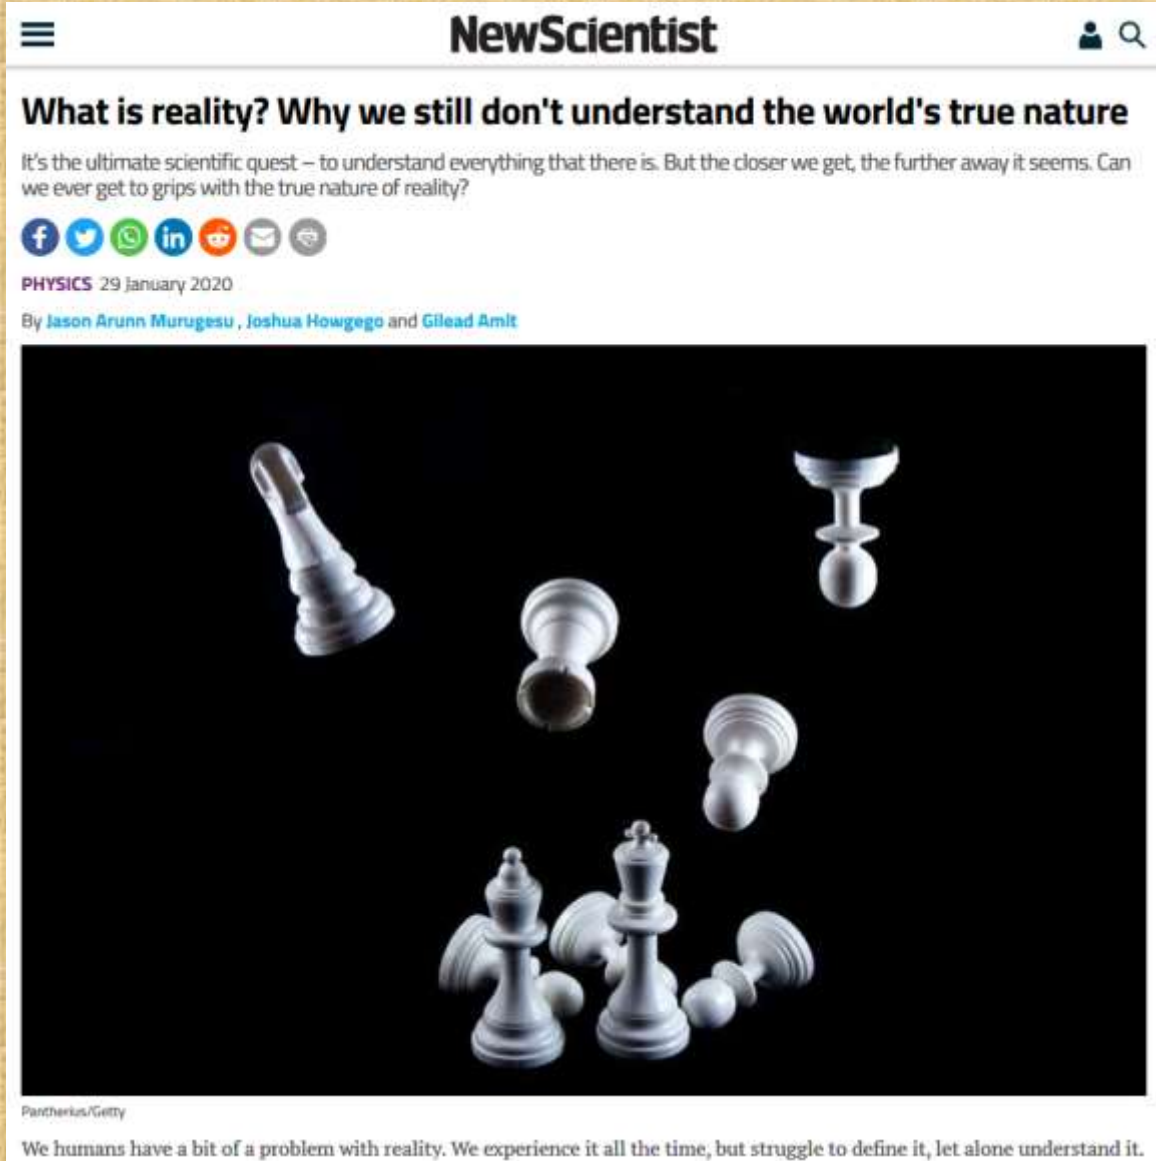 NewScientist
What is reality? Why we still don't understand the world's true nature
It's the ultimate scientific quest – to understand everything that there is. But the closer we get, the further away it seems. Can
we ever get to grips with the true nature of reality?
PHYSICS 29 January 2020
By Jason Arunn Murugesu , Joshua Howgego and Gilead Amit
Pantherius/Getty
We humans have a bit of a problem with reality. We experience it all the time, but struggle to define it, let alone understand it.